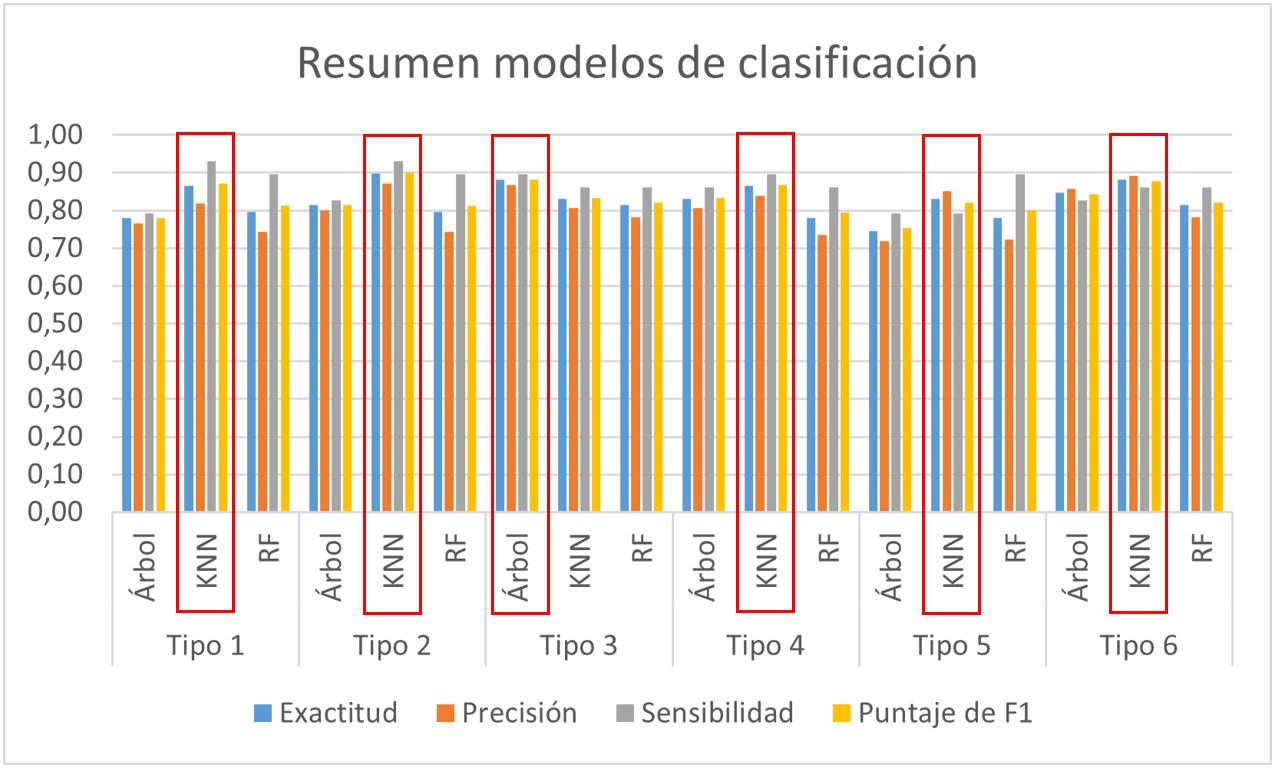 Resumen modelos de clasificación
1,00
0,90
0,80
0,70
0,60
0,50
0,40
0,30
0,20
0,10
0,00
Árbol KNN RF Árbol KNN RF Árbol KNN RF Árbol KNN RF Árbol KNN RF Árbol KNN RF
Tipo 1 Tipo 2 Tipo 3 Tipo 4 Tipo 5 Tipo 6
Exactitud Precisión Sensibilidad Puntaje de F1